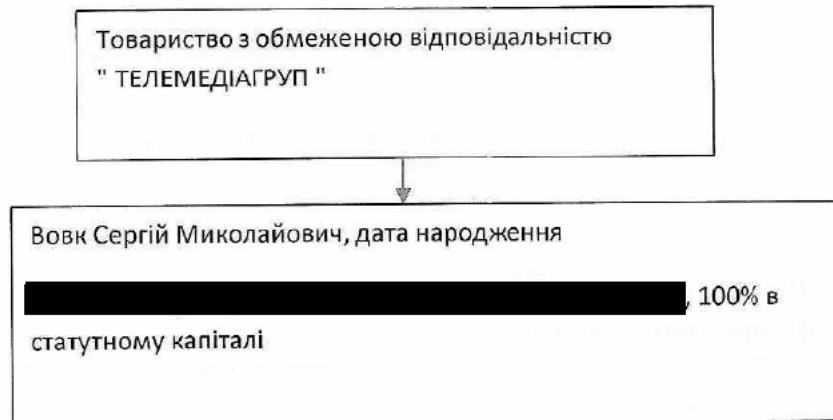 Товариство з обмеженою відповідальністю
" ТЕЛЕМЕДІАГРУП "
Вовк Сергій Миколайович, дата народження
, 100% в
статутному капіталі